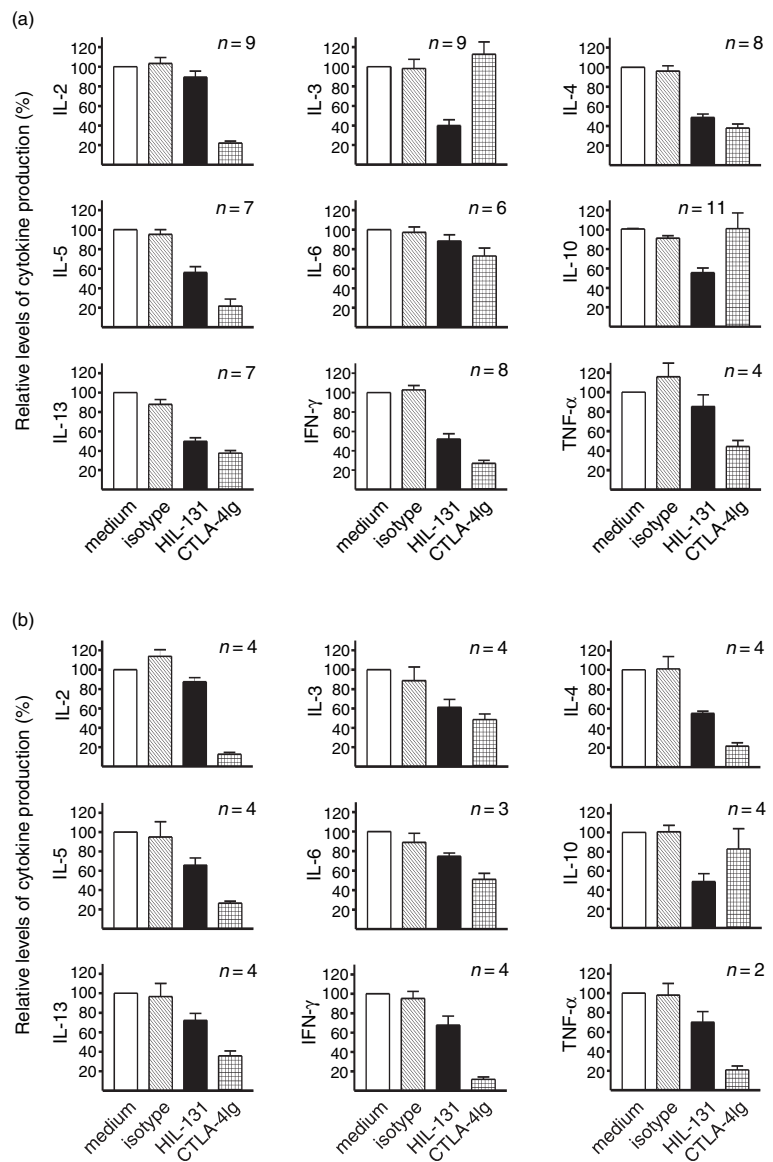 (a)
Relative levels of cytokine production (%)
IL-2
120
100
80
60
40
20
n = 9
IL-3
120
100
80
60
40
20
n = 9
IL-4
120
100
80
60
40
20
n = 8
IL-5
120
100
80
60
40
20
n = 7
IL-6
120
100
80
60
40
20
n = 6
IL-10
120
100
80
60
40
20
n = 11
IL-13
120
100
80
60
40
20
n = 7
IFN-γ
120
100
80
60
40
20
n = 8
TNF-α
120
100
80
60
40
20
n = 4
medium
isotype
HIL-131
CTLA-4Ig
medium
isotype
HIL-131
CTLA-4Ig
medium
isotype
HIL-131
CTLA-4Ig
(b)
Relative levels of cytokine production (%)
IL-2
120
100
80
60
40
20
n = 4
IL-3
120
100
80
60
40
20
n = 4
IL-4
120
100
80
60
40
20
n = 4
IL-5
120
100
80
60
40
20
n = 4
IL-6
120
100
80
60
40
20
n = 3
IL-10
120
100
80
60
40
20
n = 4
IL-13
120
100
80
60
40
20
n = 4
IFN-γ
120
100
80
60
40
20
n = 4
TNF-α
120
100
80
60
40
20
n = 2
medium
isotype
HIL-131
CTLA-4Ig
medium
isotype
HIL-131
CTLA-4Ig
medium
isotype
HIL-131
CTLA-4Ig